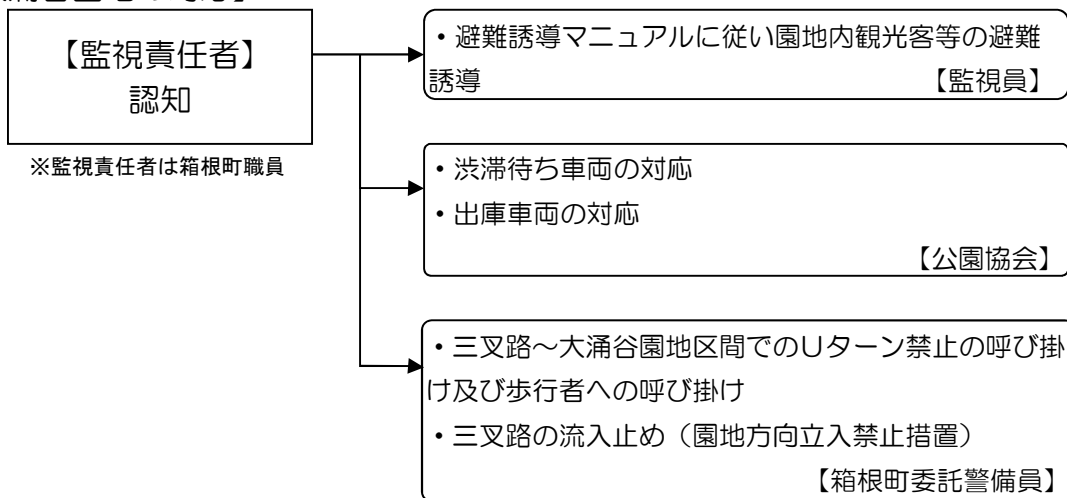 【監視責任者】
認知
※監視責任者は箱根町職員
・避難誘導マニュアルに従い園地内観光客等の避難
誘導 【監視員】
・渋滞待ち車両の対応
・出庫車両の対応
【公園協会】
・三叉路～大涌谷園地区間でのUターン禁止の呼び掛
け及び歩行者への呼び掛け
・三叉路の流入止め（園地方向立入禁止措置）
【箱根町委託警備員】